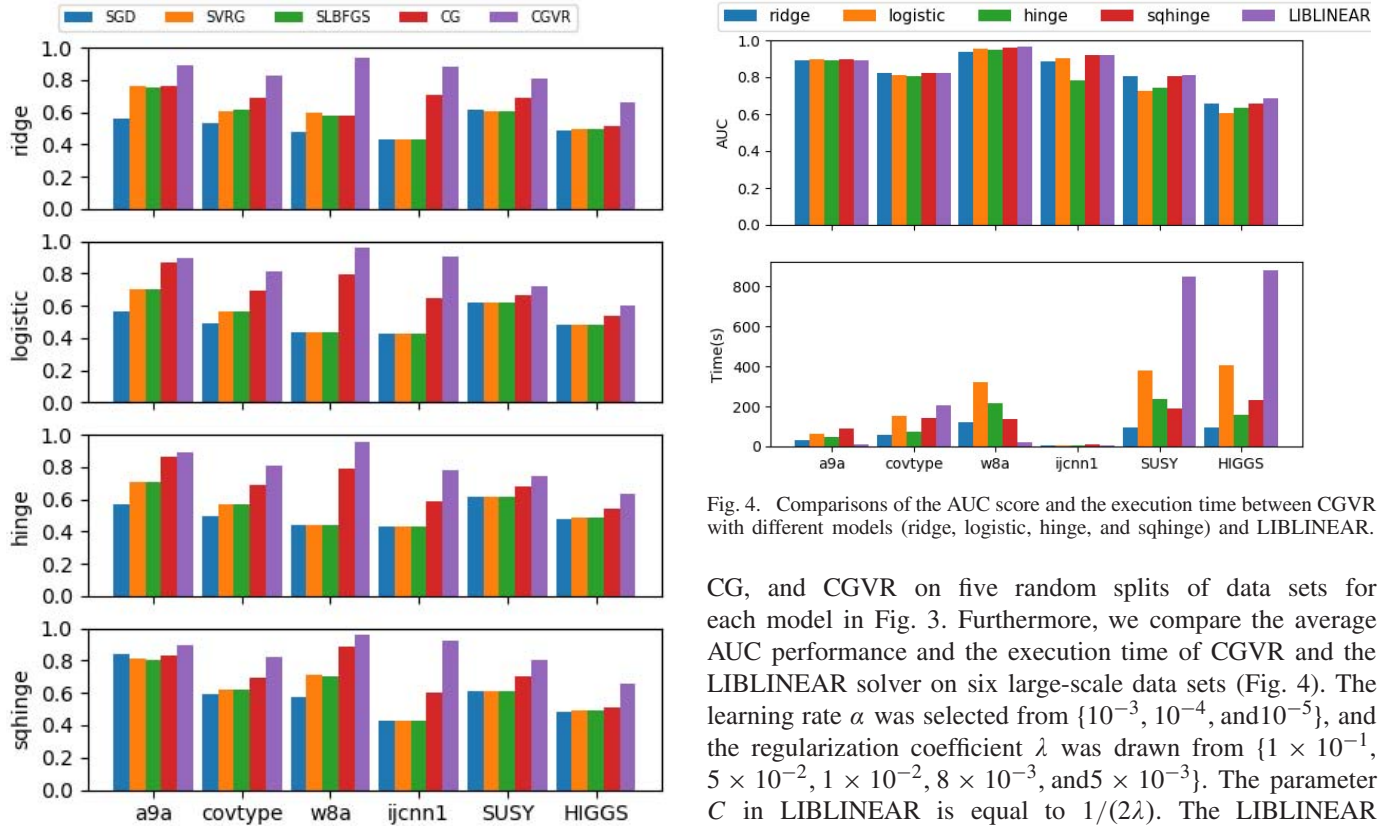 SGD SVRG SLBFGS CG CGVR
1.0
0.8
0.6
0.4
0.2
0.0
ridge
1.0
0.8
0.6
0.4
0.2
0.0
logistic
1.0
0.8
0.6
0.4
0.2
0.0
hinge
1.0
0.8
0.6
0.4
0.2
0.0
sqhinge
a9a covtype w8a ijcnn1 SUSY HIGGS
ridge logistic hinge sqhinge LIBLINEAR
1.0
0.8
0.6
0.4
0.2
0.0
AUC
800
600
400
200
0
Time(s)
a9a covtype w8a ijcnn1 SUSY HIGGS
Fig. 4. Comparisons of the AUC score and the execution time between CGVR
with different models (ridge, logistic, hinge, and sqhinge) and LIBLINEAR.
CG, and CGVR on five random splits of data sets for
each model in Fig. 3. Furthermore, we compare the average
AUC performance and the execution time of CGVR and the
LIBLINEAR solver on six large-scale data sets (Fig. 4). The
learning rate α was selected from {10⁻³, 10⁻⁴, and10⁻⁵}, and
the regularization coefficient λ was drawn from {1 × 10⁻¹,
5 × 10⁻², 1 × 10⁻², 8 × 10⁻³, and5 × 10⁻³}. The parameter
C in LIBLINEAR is equal to 1/(2λ). The LIBLINEAR